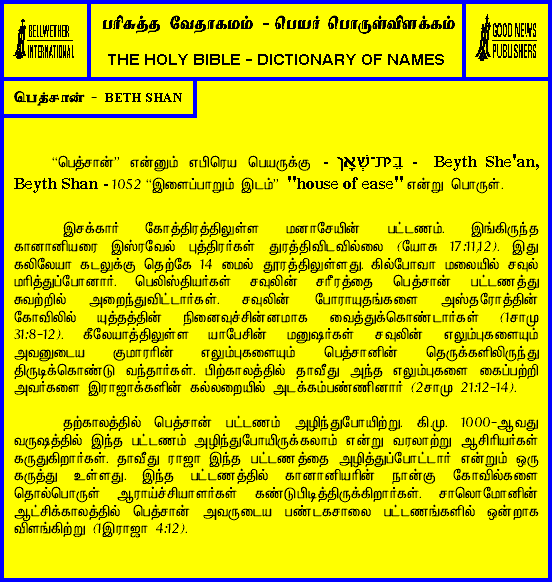 BELLWETHER
INTERNATIONAL
பரிசுத்த வேதாகமம் - பெயர் பொருள்விளக்கம்
THE HOLY BIBLE - DICTIONARY OF NAMES
GOOD NEWS
PUBLISHERS
பெத்சான் - BETH SHAN
“பெத்சான்” என்னும் எபிரெய பெயருக்கு - בֵּית־שְׁאָן - Beyth She'an,
Beyth Shan - 1052 “இளைப்பாறும் இடம்” "house of ease" என்று பொருள்.
இசக்கார் கோத்திரத்திலுள்ள மனாசேயின் பட்டணம். இங்கிருந்த
கானானியரை இஸ்ரவேல் புத்திரர்கள் துரத்திவிடவில்லை (யோசு 17:11,12). இது
கலிலேயா கடலுக்கு தெற்கே 14 மைல் தூரத்திலுள்ளது. கில்போவா மலையில் சவுல்
மரித்துப்போனார். பெலிஸ்தியர்கள் சவுலின் சரீரத்தை பெத்சான் பட்டணத்து
சுவற்றில் அறைந்துவிட்டார்கள். சவுலின் போராயுதங்களை அஸ்தரோத்தின்
கோவிலில் யுத்தத்தின் நினைவுச்சின்னமாக வைத்துக்கொண்டார்கள் (1சாமு
31:8-12). கீலேயாத்திலுள்ள யாபேசின் மனுஷர்கள் சவுலின் எலும்புகளையும்
அவனுடைய குமாரரின் எலும்புகளையும் பெத்சானின் தெருக்களிலிருந்து
திருடிக்கொண்டு வந்தார்கள். பிற்காலத்தில் தாவீது அந்த எலும்புகளை கைப்பற்றி
அவர்களை இராஜாக்களின் கல்லறையில் அடக்கம்பண்ணினார் (2சாமு 21:12-14).
தற்காலத்தில் பெத்சான் பட்டணம் அழிந்துபோயிற்று. கி.மு. 1000-ஆவது
வருஷத்தில் இந்த பட்டணம் அழிந்துபோயிருக்கலாம் என்று வரலாற்று ஆசிரியர்கள்
கருதுகிறார்கள். தாவீது ராஜா இந்த பட்டணத்தை அழித்துப்போட்டார் என்றும் ஒரு
கருத்து உள்ளது. இந்த பட்டணத்தில் கானானியரின் நான்கு கோவில்களை
தொல்பொருள் ஆராய்ச்சியாளர்கள் கண்டுபிடித்திருக்கிறார்கள். சாலொமோனின்
ஆட்சிக்காலத்தில் பெத்சான் அவருடைய பண்டகசாலை பட்டணங்களில் ஒன்றாக
விளங்கிற்று (1இராஜா 4:12).